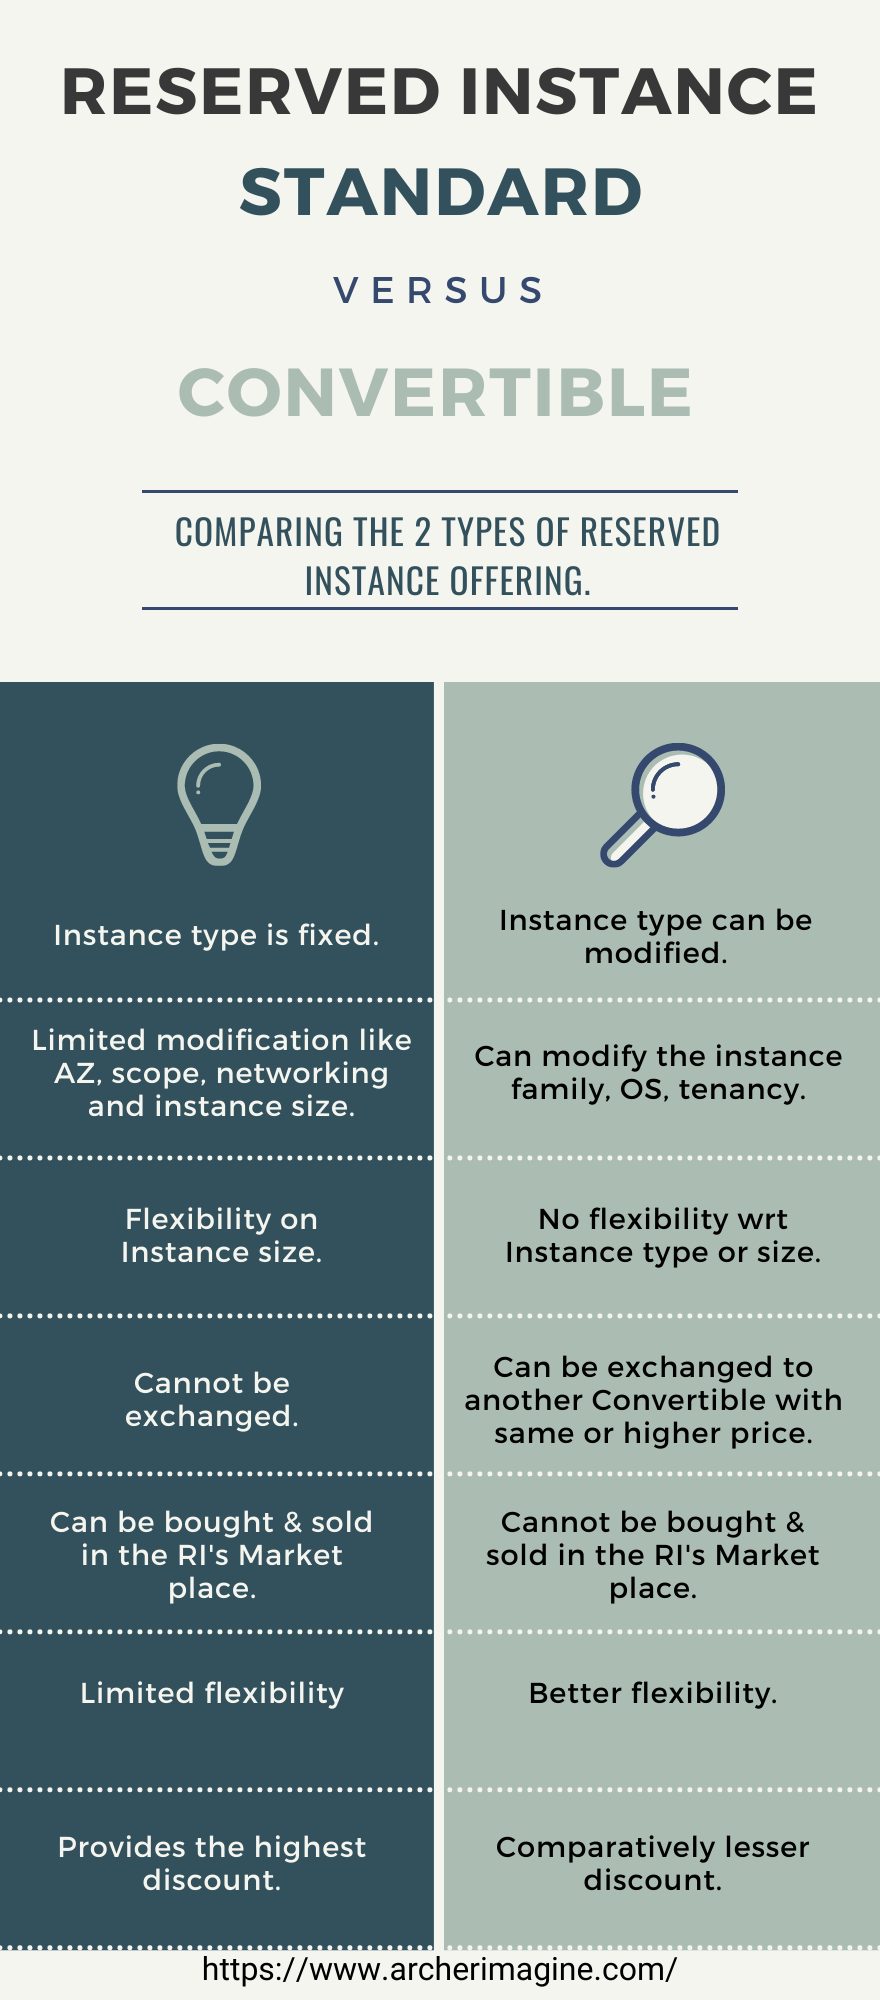 RESERVED INSTANCE
STANDARD
VERSUS
CONVERTIBLE
COMPARING THE 2 TYPES OF RESERVED
INSTANCE OFFERING.
Instance type is fixed.
Instance type can be
modified.
Limited modification like
AZ, scope, networking
and instance size.
Can modify the instance
family, OS, tenancy.
Flexibility on
Instance size.
No flexibility wrt
Instance type or size.
Cannot be
exchanged.
Can be exchanged to
another Convertible with
same or higher price.
Can be bought & sold
in the RI's Market
place.
Cannot be bought &
sold in the RI's Market
place.
Limited flexibility
Better flexibility.
Provides the highest
discount.
Comparatively lesser
discount.
https://www.archerimagine.com/